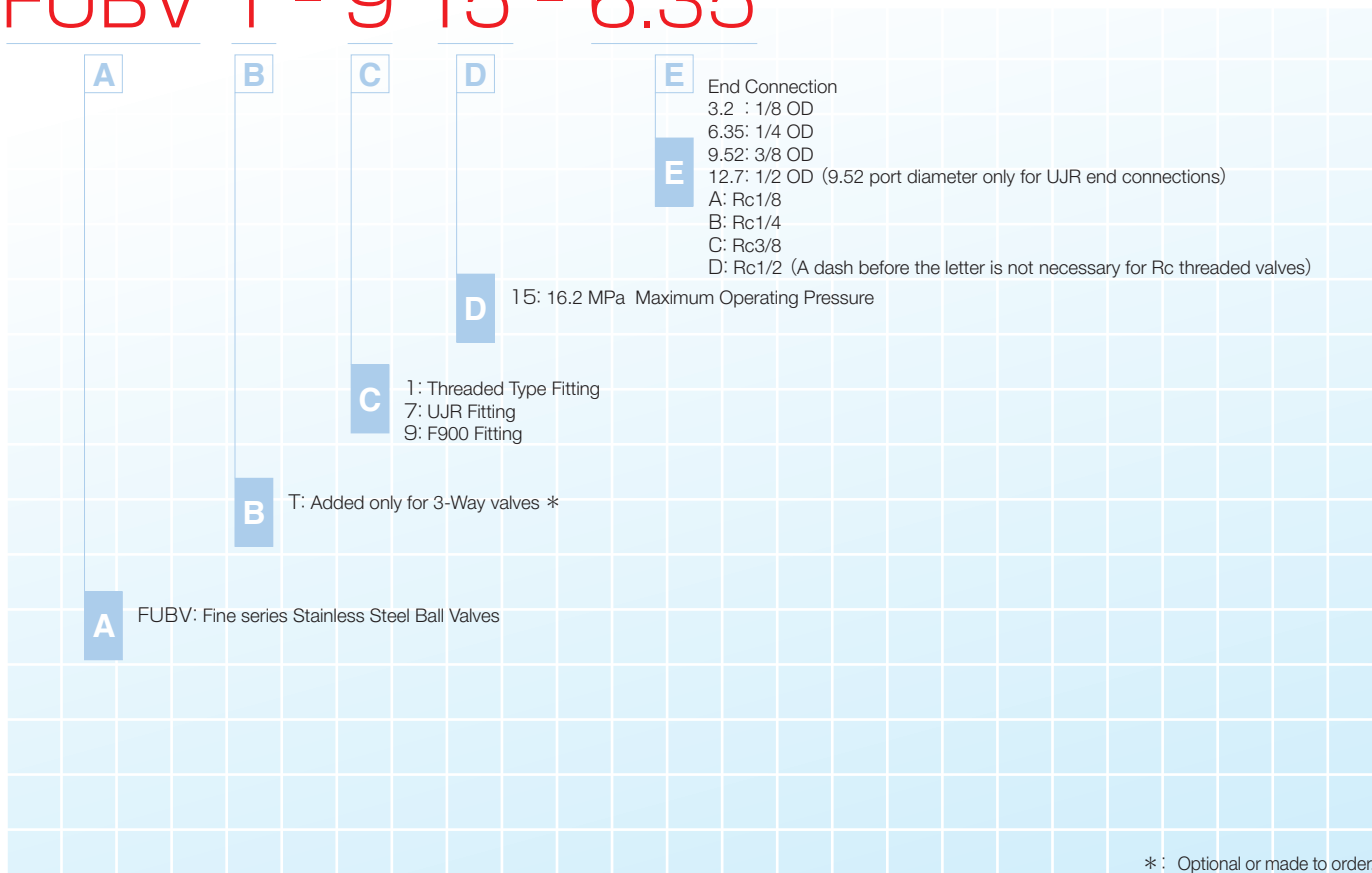 FUBV T - 9 15 - 6.35
A B C D E
End Connection
3.2 : 1/8 OD
6.35: 1/4 OD
9.52: 3/8 OD
E
12.7: 1/2 OD (9.52 port diameter only for UJR end connections)
A: Rc1/8
B: Rc1/4
C: Rc3/8
D: Rc1/2 (A dash before the letter is not necessary for Rc threaded valves)
D 15: 16.2 MPa Maximum Operating Pressure
1: Threaded Type Fitting
C 7: UJR Fitting
9: F900 Fitting
B T: Added only for 3-Way valves *
A FUBV: Fine series Stainless Steel Ball Valves
*: Optional or made to order